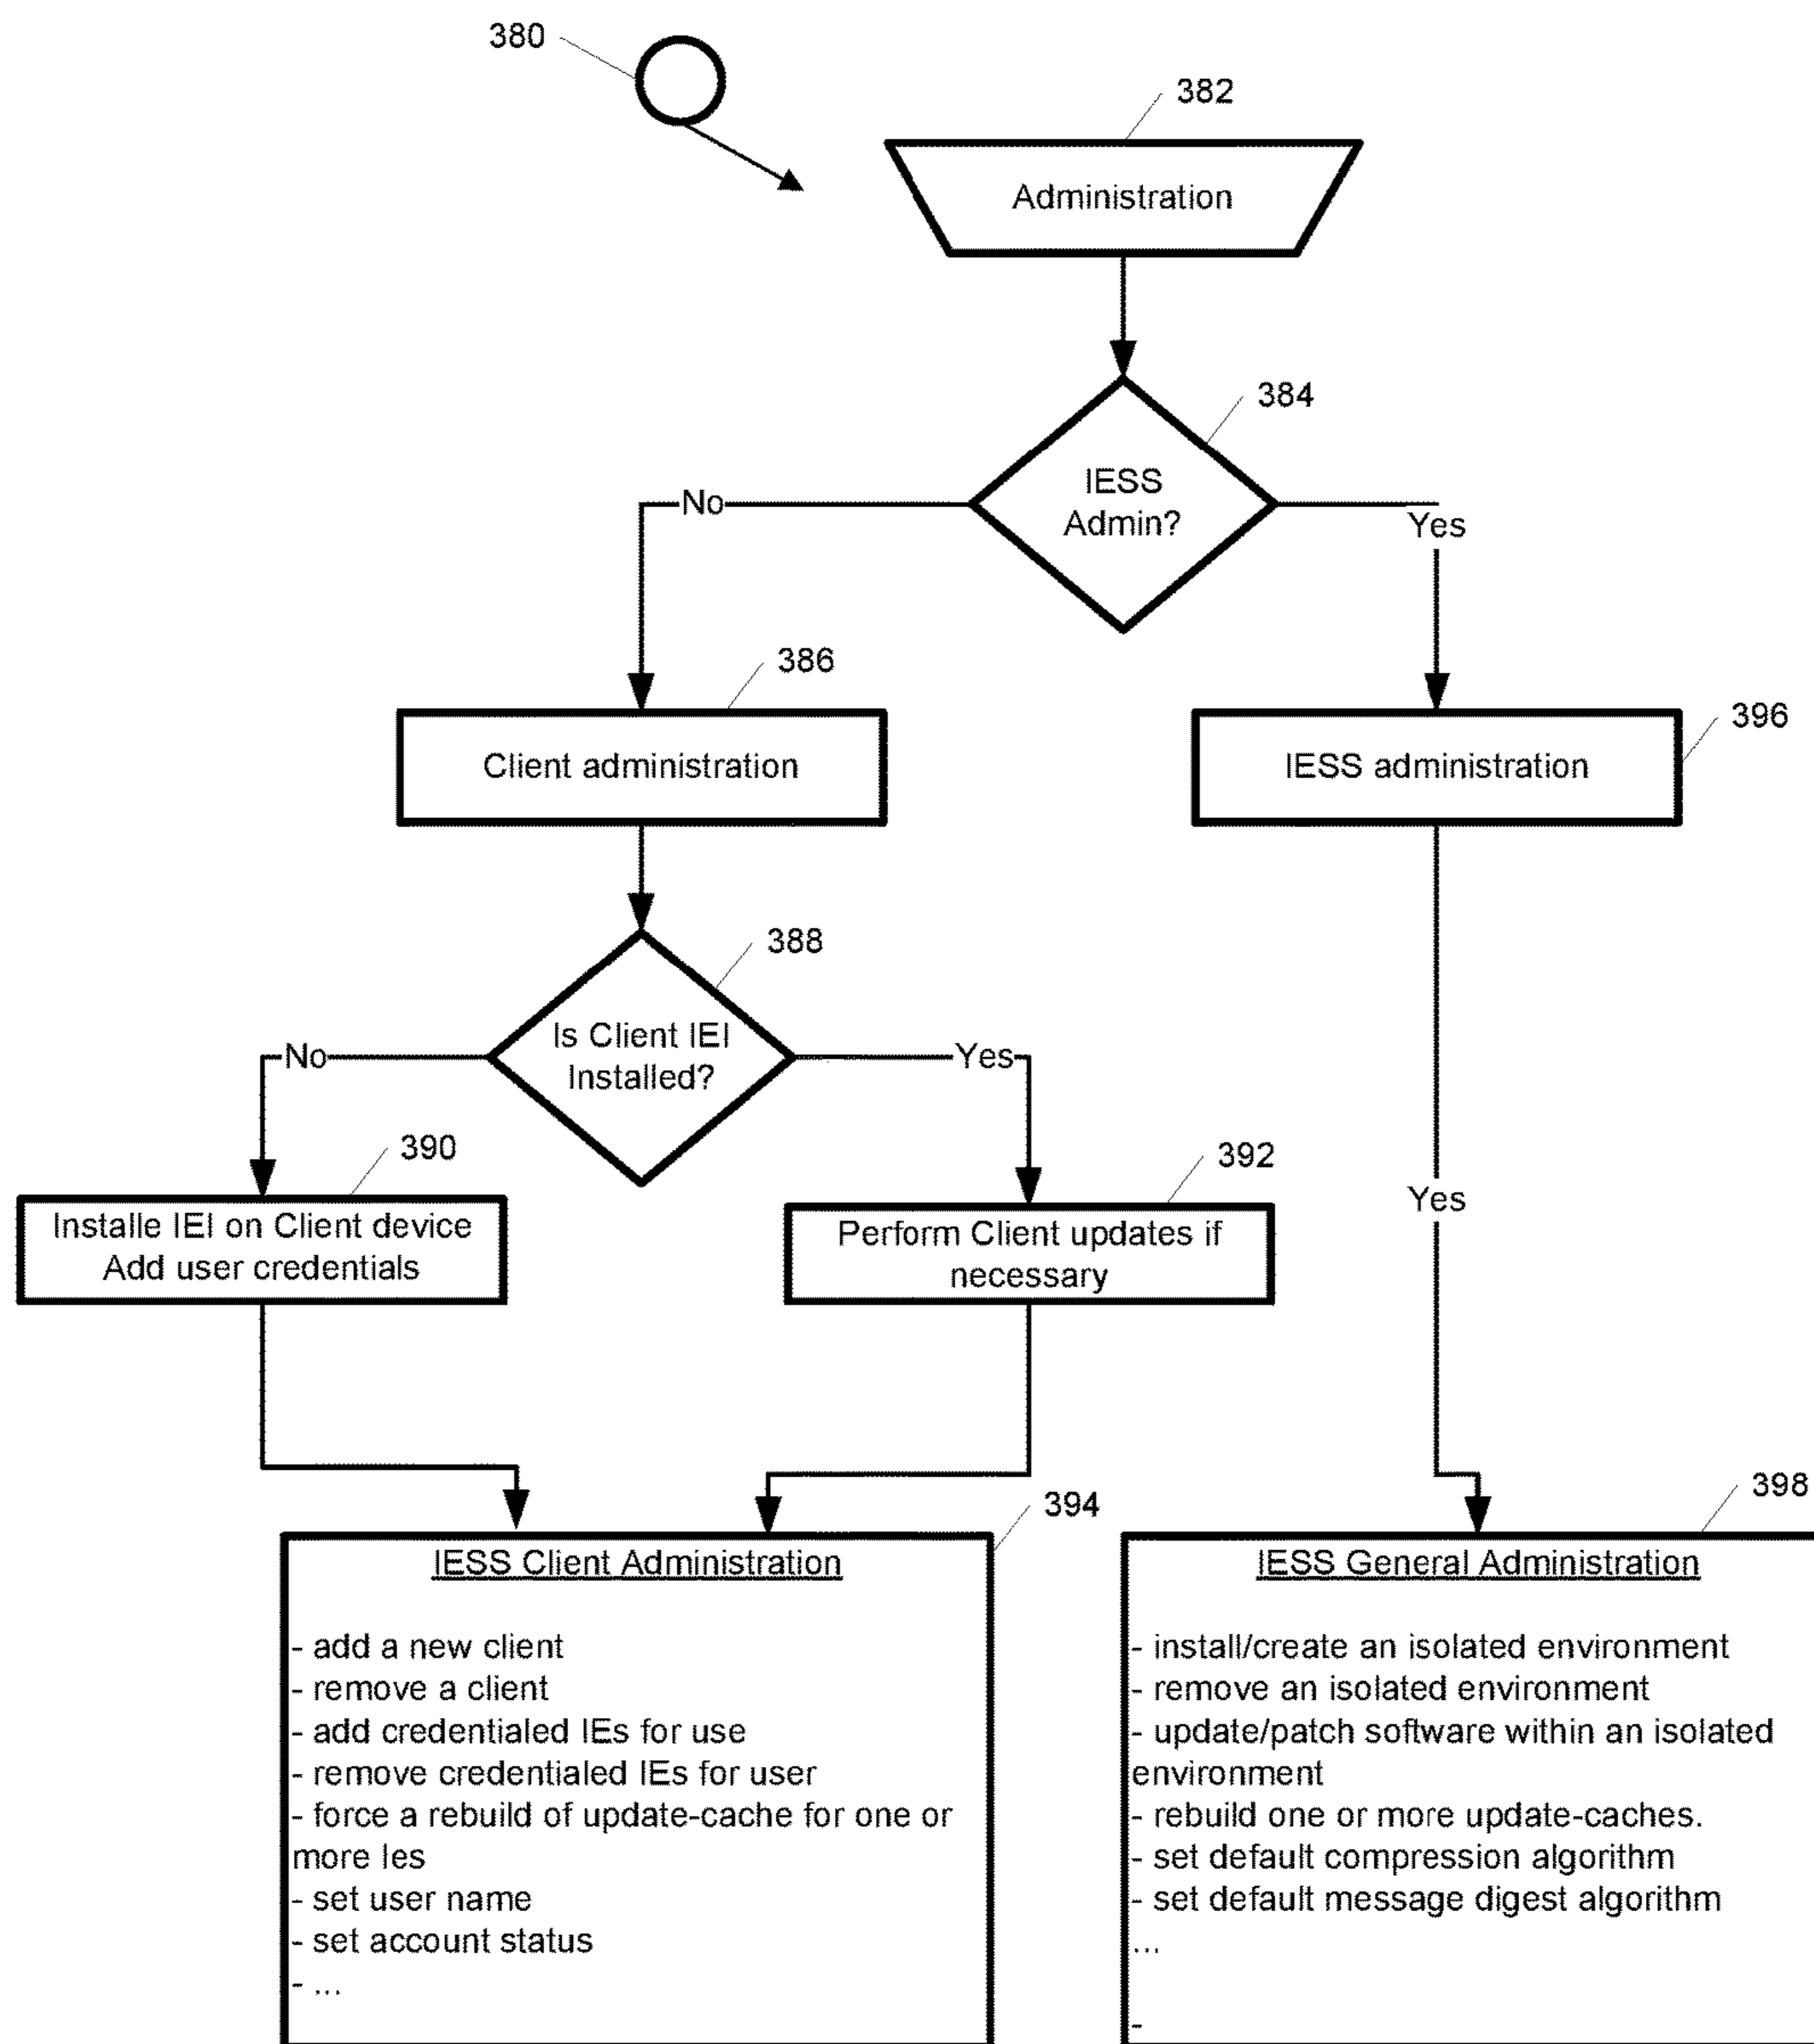 380
382
Administration
384
IESS
Admin?
No
Yes
386
396
Client administration
IESS administration
388
Is Client IEI
Installed?
No
Yes
390
392
Installe IEI on Client device
Add user credentials
Perform Client updates if
necessary
Yes
394
398
IESS Client Administration
- add a new client
- remove a client
- add credentialed IEs for use
- remove credentialed IEs for user
- force a rebuild of update-cache for one or
more Ies
- set user name
- set account status
- ...
IESS General Administration
- install/create an isolated environment
- remove an isolated environment
- update/patch software within an isolated
environment
- rebuild one or more update-caches.
- set default compression algorithm
- set default message digest algorithm
...
-